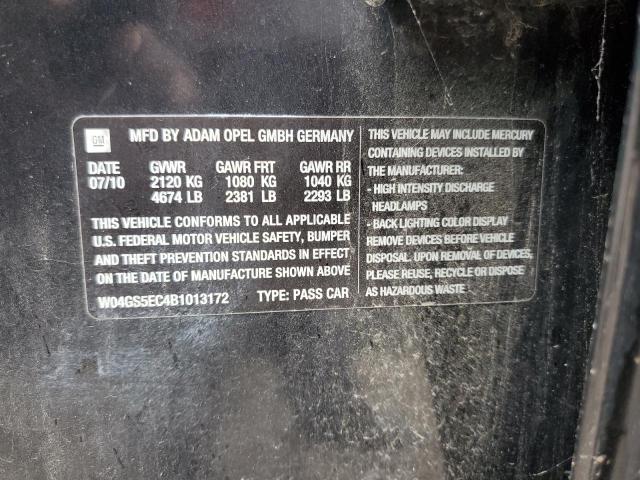 GM
MFD BY ADAM OPEL GMBH GERMANY
DATE GVWR GAWR FRT GAWR RR
07/10 2120 KG 1080 KG 1040 KG
4674 LB 2381 LB 2293 LB
THIS VEHICLE CONFORMS TO ALL APPLICABLE
U.S. FEDERAL MOTOR VEHICLE SAFETY, BUMPER
AND THEFT PREVENTION STANDARDS IN EFFECT
ON THE DATE OF MANUFACTURE SHOWN ABOVE
W04GS5EC4B1013172 TYPE: PASS CAR
THIS VEHICLE MAY INCLUDE MERCURY
CONTAINING DEVICES INSTALLED BY
THE MANUFACTURER:
- HIGH INTENSITY DISCHARGE
HEADLAMPS
- BACK LIGHTING COLOR DISPLAY
REMOVE DEVICES BEFORE VEHICLE
DISPOSAL. UPON REMOVAL OF DEVICES,
PLEASE REUSE, RECYCLE OR DISPOSE
AS HAZARDOUS WASTE